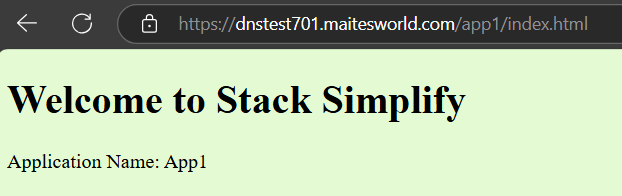 https://dnstest701.maitesworld.com/app1/index.html
Welcome to Stack Simplify
Application Name: App1